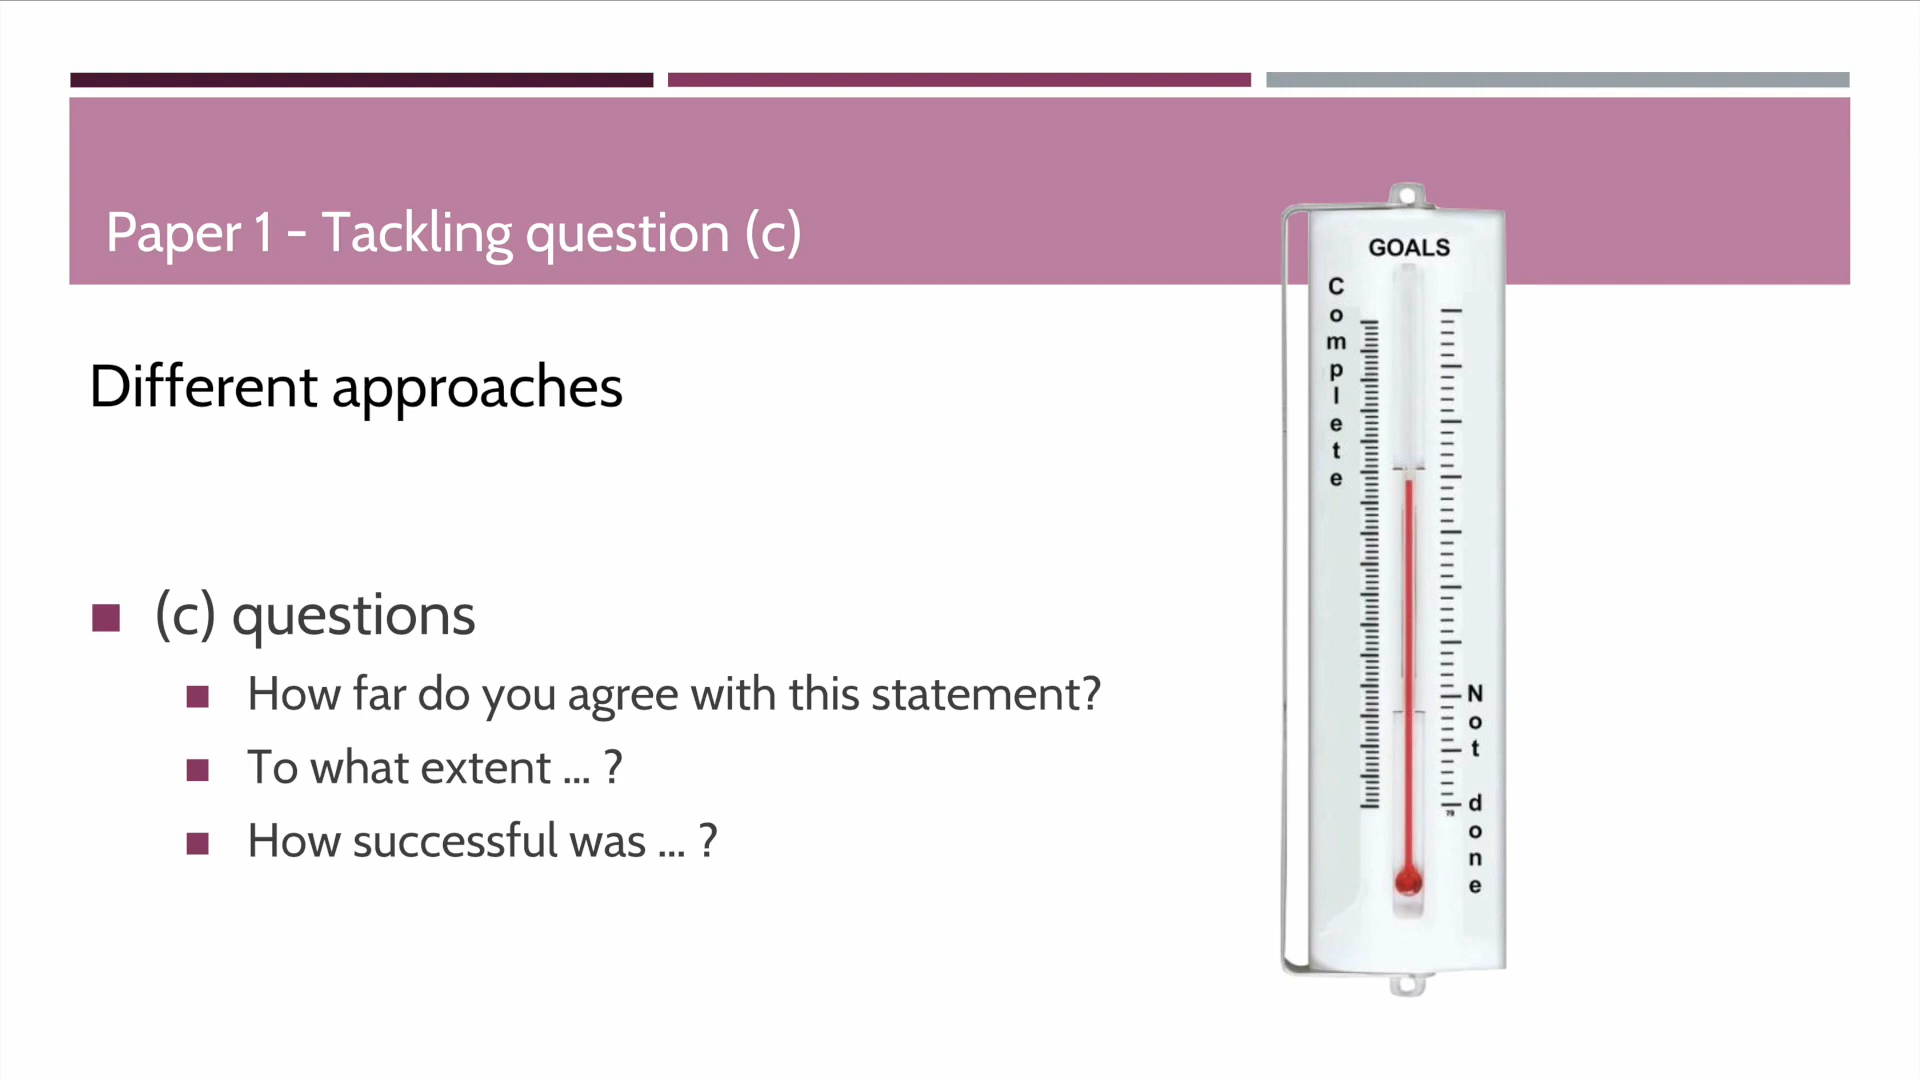 Paper 1 - Tackling question (c)
Different approaches
(c) questions
How far do you agree with this statement?
To what extent ... ?
How successful was ... ?
GOALS
Complete
Not done